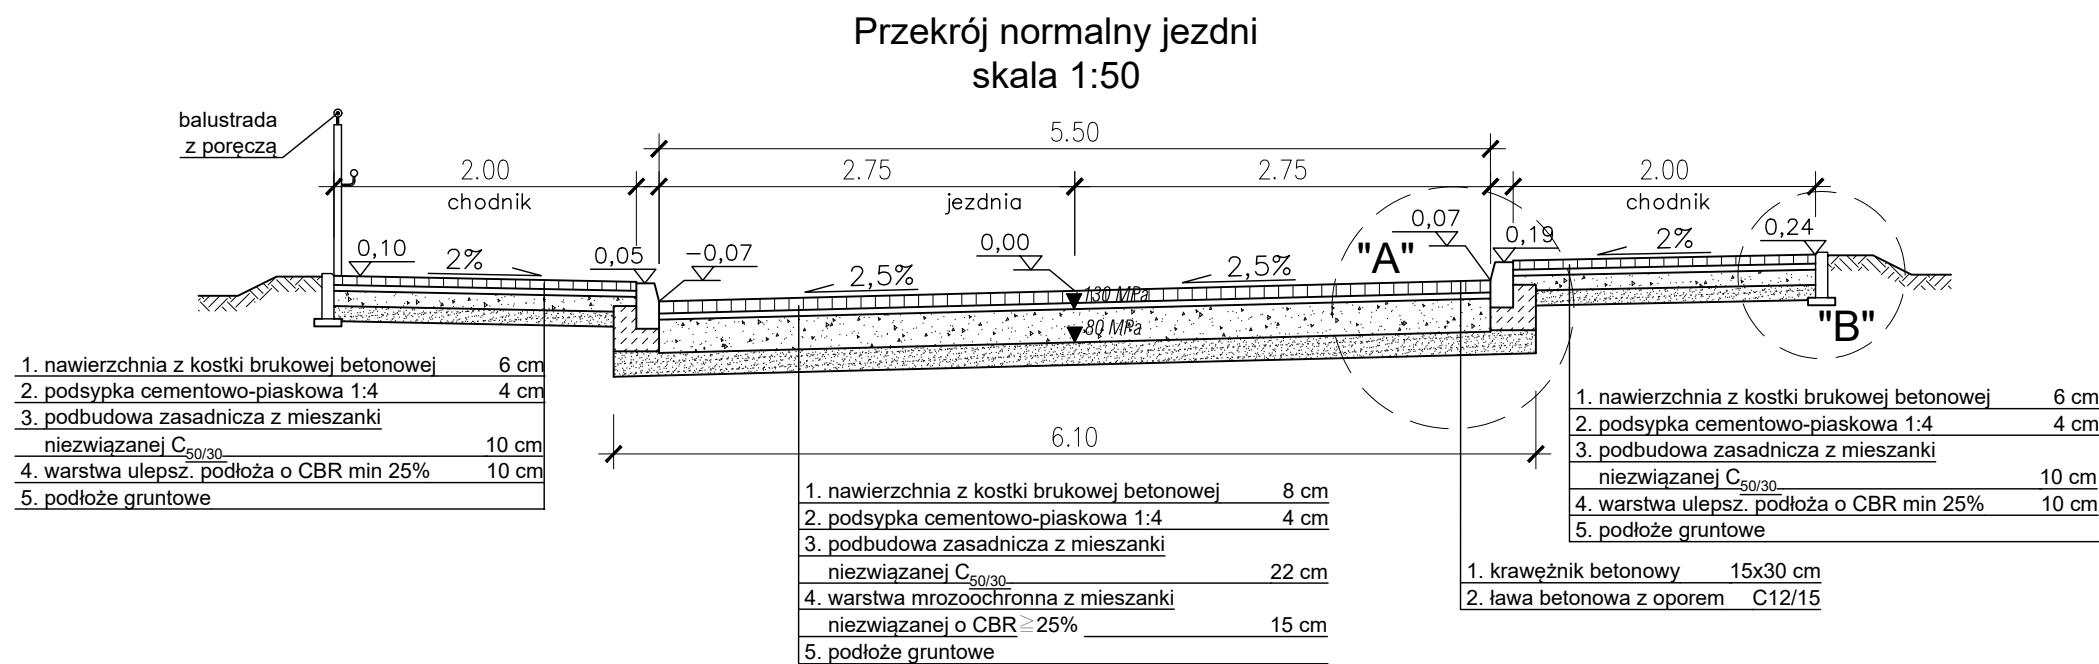 Przekrój normalny jezdni
skala 1:50
balustrada
z poręczą
5.50
2.00
2.75
2.75
2.00
chodnik
jezdnia
chodnik
0,10
2%
0,05
-0,07
2,5%
0,00
2,5%
"A"
0,07
0,19
2%
0,24
"B"
130 MPa
80 MPa
6.10
1. nawierzchnia z kostki brukowej betonowej 6 cm
2. podsypka cementowo-piaskowa 1:4 4 cm
3. podbudowa zasadnicza z mieszanki
niezwiązanej C50/30 10 cm
4. warstwa ulepsz. podłoża o CBR min 25% 10 cm
5. podłoże gruntowe
1. nawierzchnia z kostki brukowej betonowej 8 cm
2. podsypka cementowo-piaskowa 1:4 4 cm
3. podbudowa zasadnicza z mieszanki
niezwiązanej C50/30 22 cm
4. warstwa mrozoochronna z mieszanki
niezwiązanej o CBR≧25% 15 cm
5. podłoże gruntowe
1. nawierzchnia z kostki brukowej betonowej 6 cm
2. podsypka cementowo-piaskowa 1:4 4 cm
3. podbudowa zasadnicza z mieszanki
niezwiązanej C50/30 10 cm
4. warstwa ulepsz. podłoża o CBR min 25% 10 cm
5. podłoże gruntowe
1. krawężnik betonowy 15x30 cm
2. ława betonowa z oporem C12/15